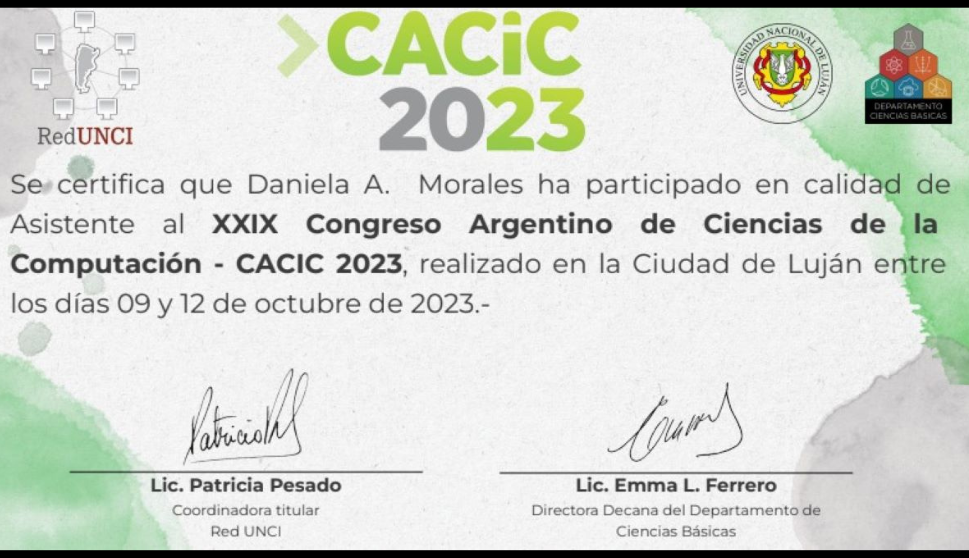 CACiC
2023
RedUNCI
UNIVERSIDAD NACIONAL DE LUJÁN
DEPARTAMENTO
CIENCIAS BASICAS
Se certifica que Daniela A. Morales ha participado en calidad de
Asistente al XXIX Congreso Argentino de Ciencias de la
Computación - CACIC 2023, realizado en la Ciudad de Luján entre
los días 09 y 12 de octubre de 2023.-
Lic. Patricia Pesado
Coordinadora titular
Red UNCI
Lic. Emma L. Ferrero
Directora Decana del Departamento de
Ciencias Básicas